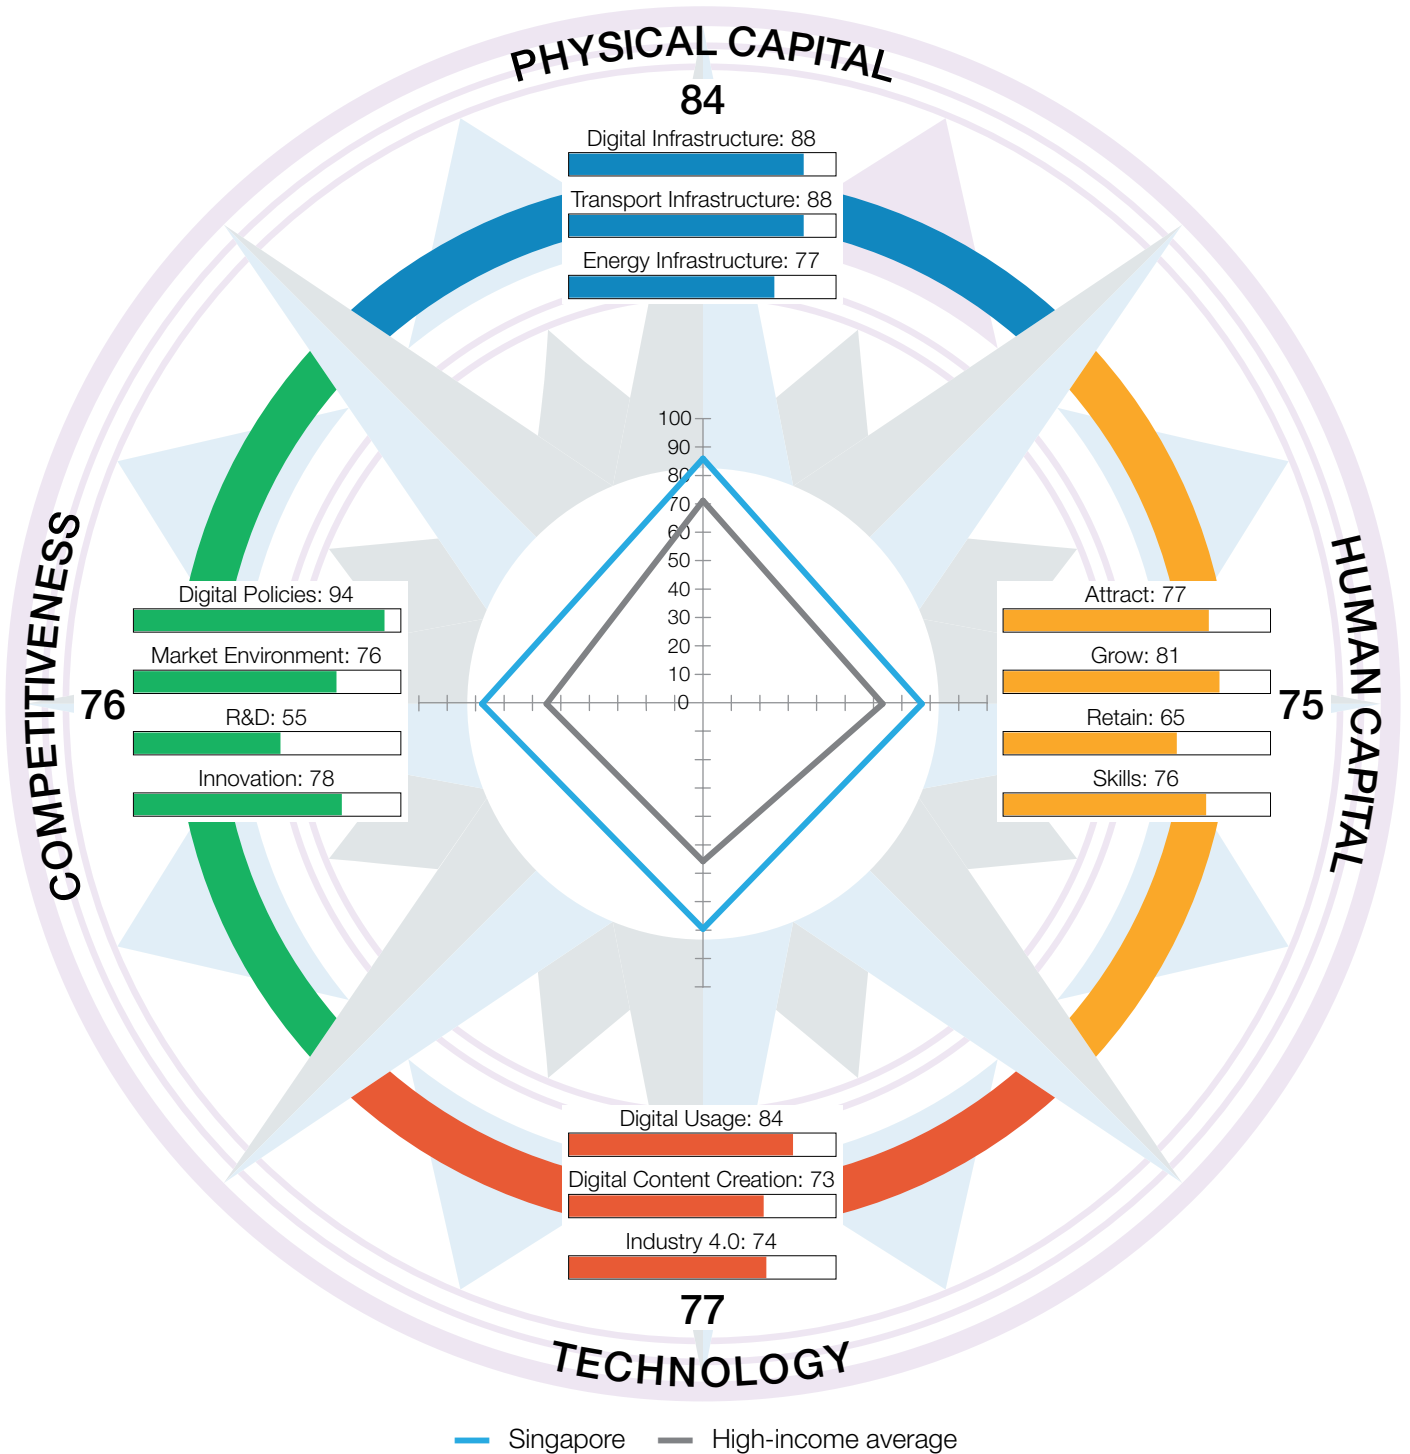 PHYSICAL CAPITAL
84
Digital Infrastructure: 88
Transport Infrastructure: 88
Energy Infrastructure: 77
100
90
80
70
60
50
40
30
20
10
0
COMPETITIVENESS
76
Digital Policies: 94
Market Environment: 76
R&D: 55
Innovation: 78
HUMAN CAPITAL
75
Attract: 77
Grow: 81
Retain: 65
Skills: 76
Digital Usage: 84
Digital Content Creation: 73
Industry 4.0: 74
77
TECHNOLOGY
Singapore
High-income average